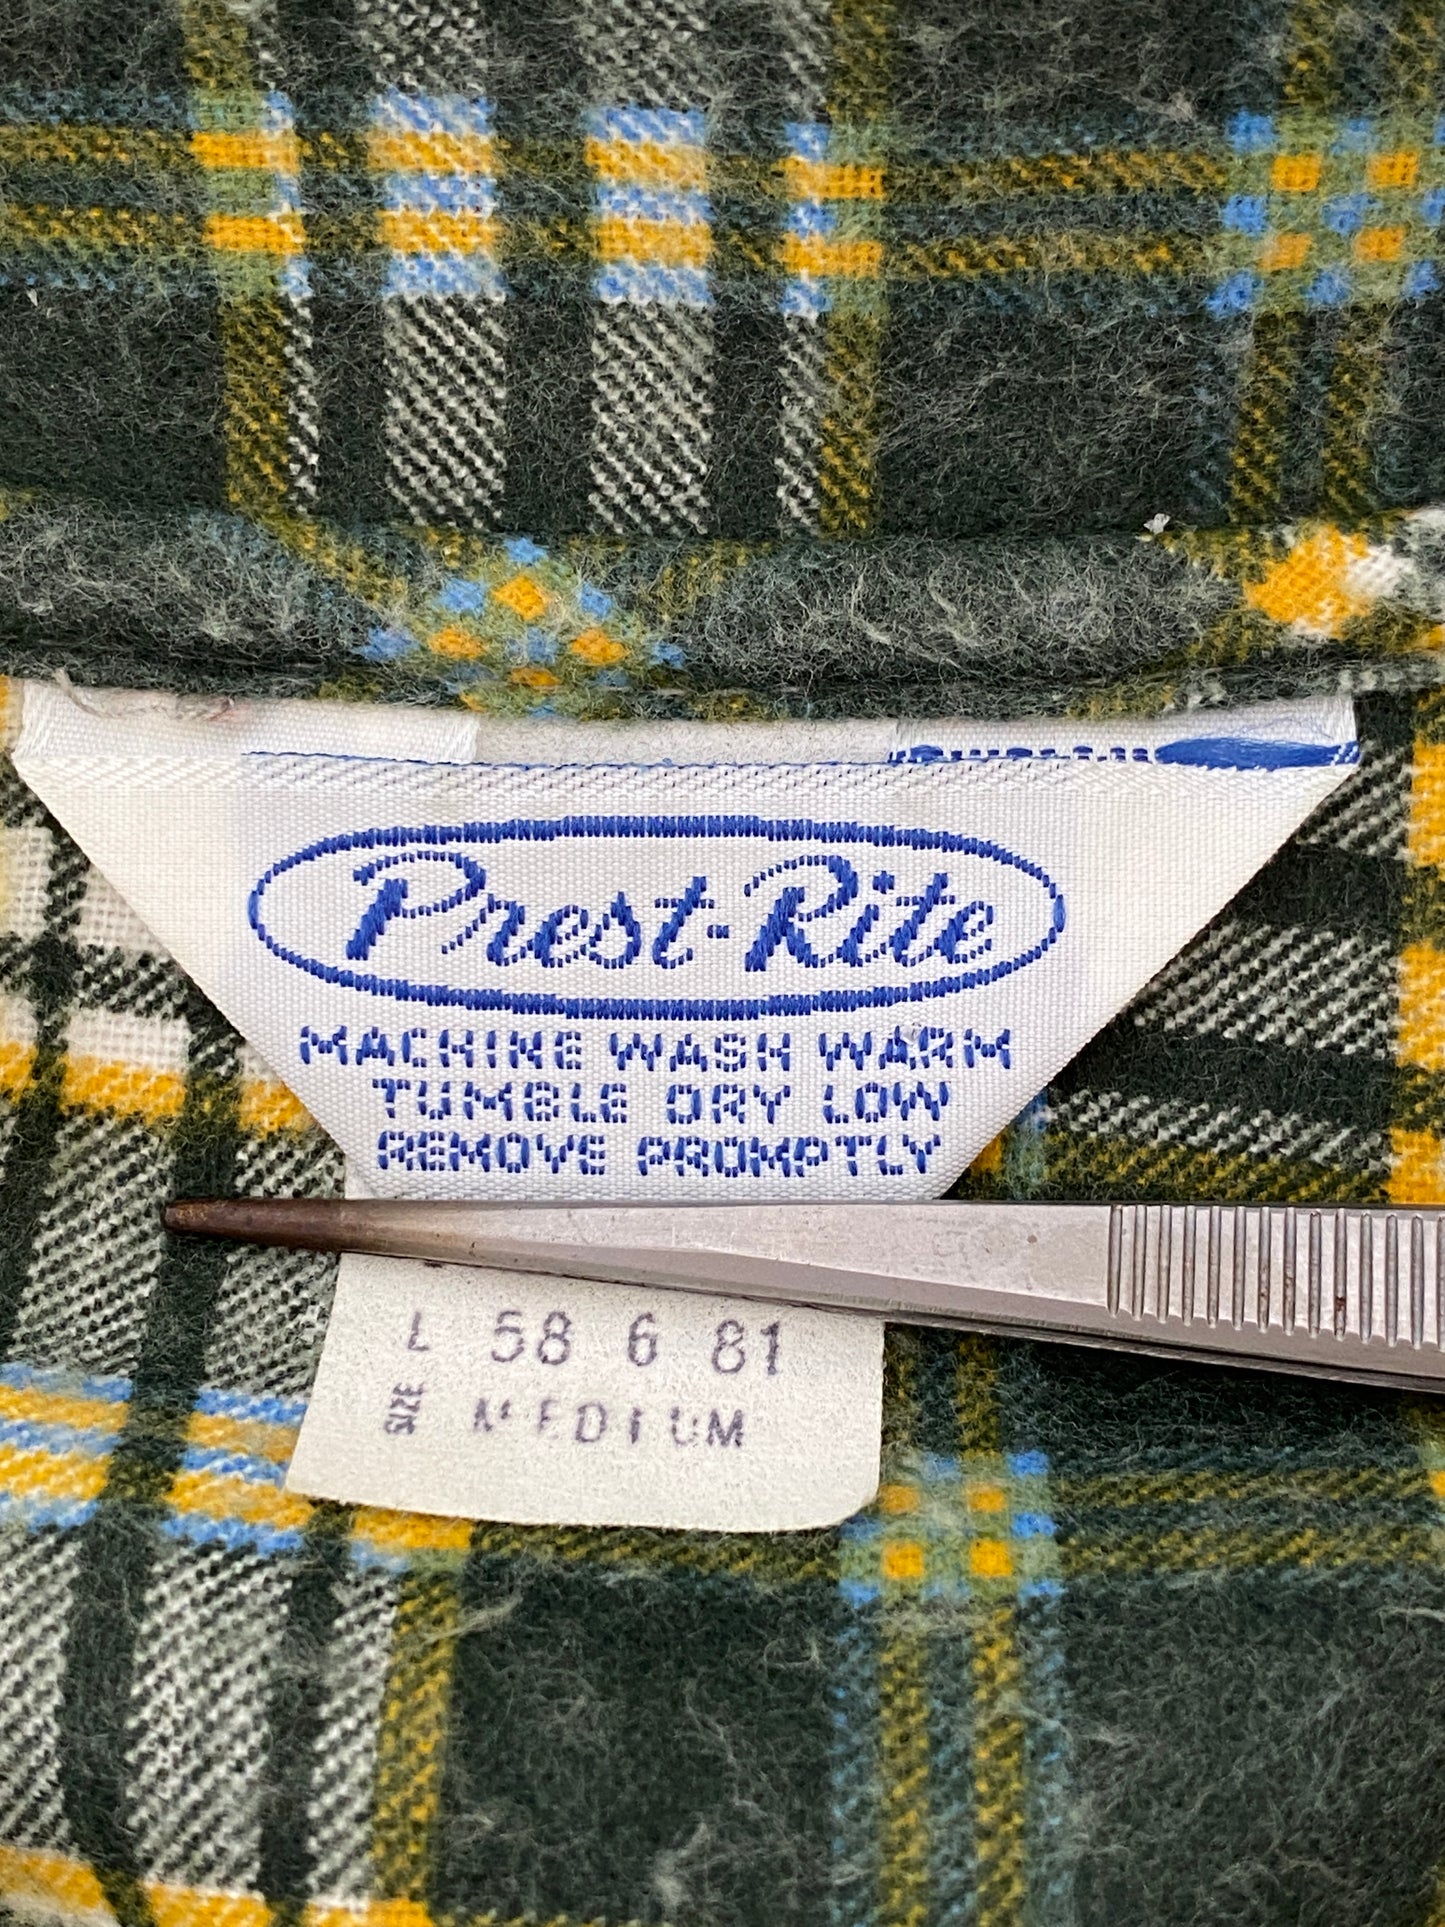 Prest-Rite
MACHINE WASH WARM
TUMBLE DRY LOW
REMOVE PROMPTLY
L 58 6 81
SIZE MEDIUM